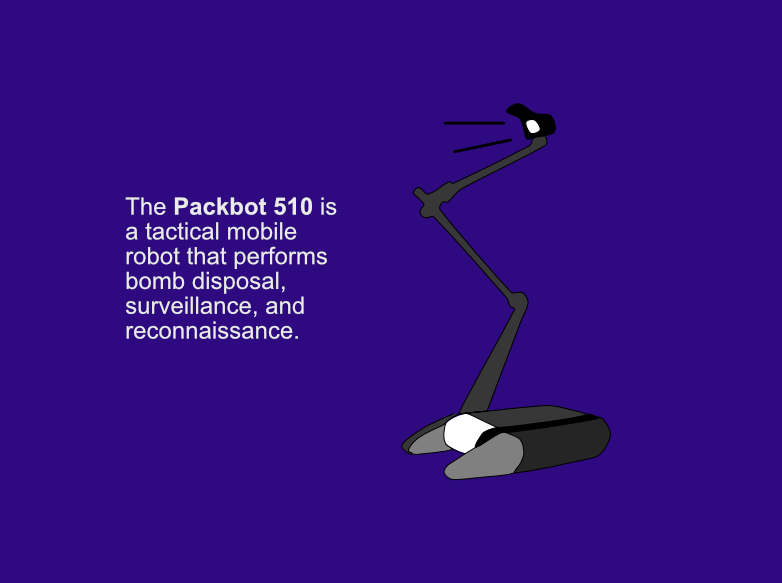 The Packbot 510 is
a tactical mobile
robot that performs
bomb disposal,
surveillance, and
reconnaissance.